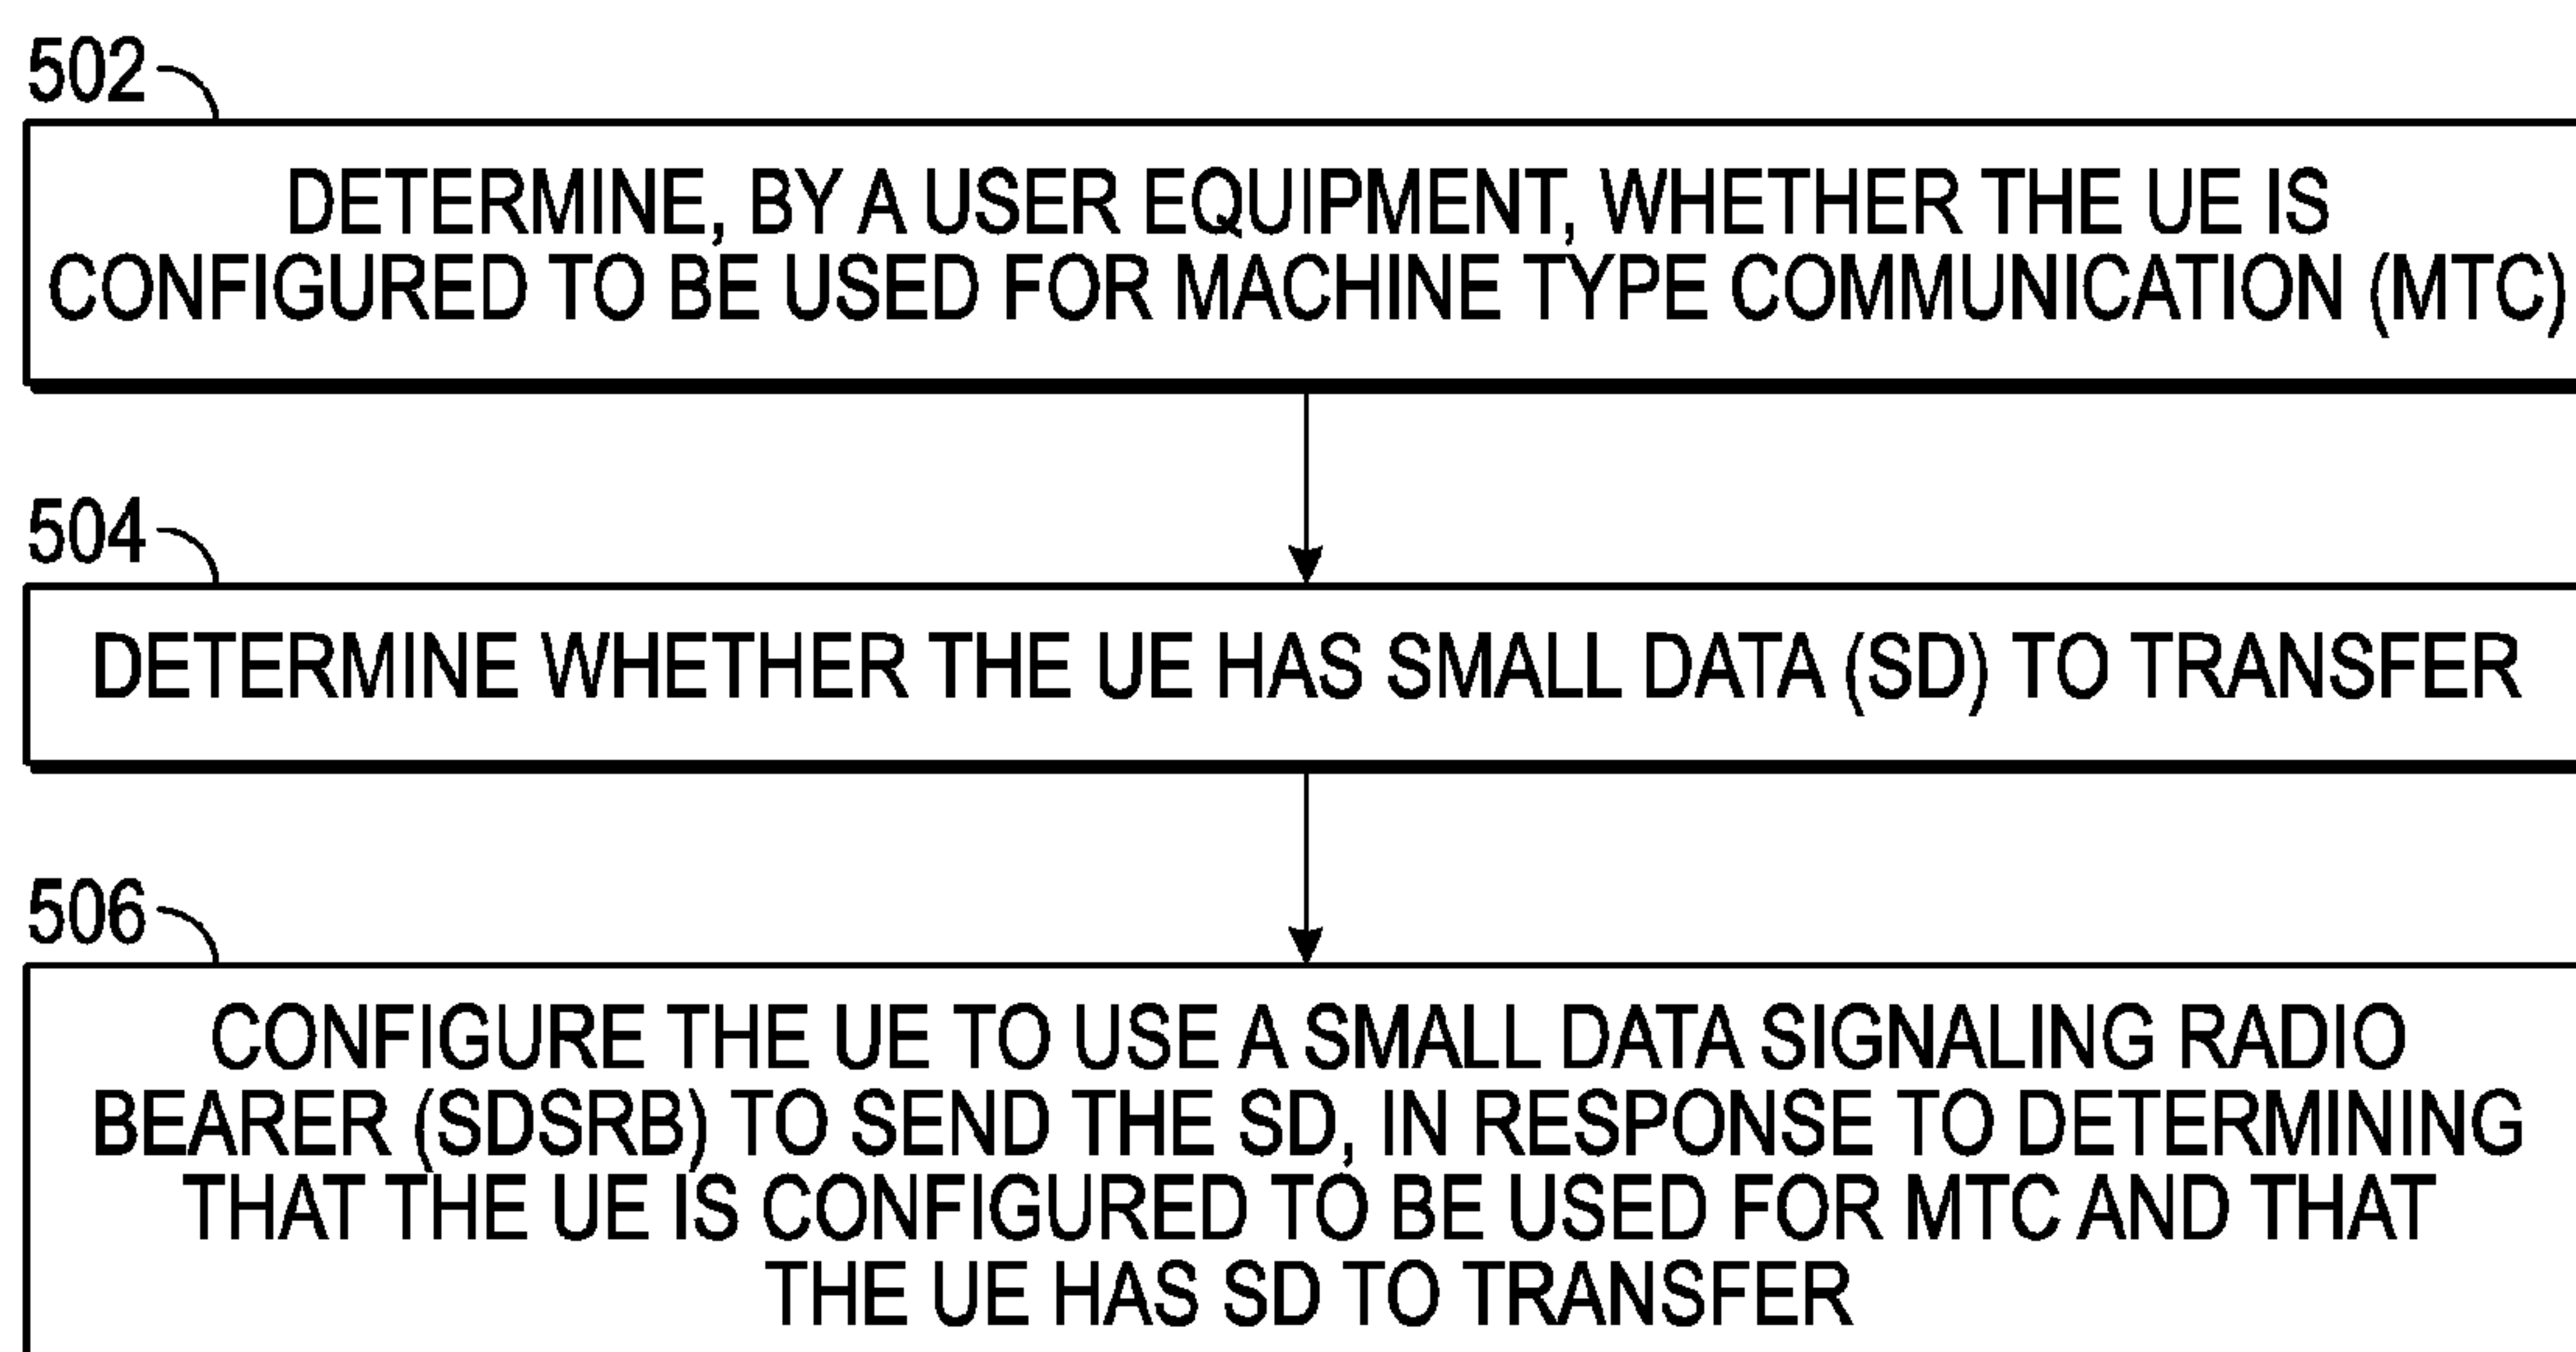 502
DETERMINE, BY A USER EQUIPMENT, WHETHER THE UE IS
CONFIGURED TO BE USED FOR MACHINE TYPE COMMUNICATION (MTC)
504
DETERMINE WHETHER THE UE HAS SMALL DATA (SD) TO TRANSFER
506
CONFIGURE THE UE TO USE A SMALL DATA SIGNALING RADIO
BEARER (SDSRB) TO SEND THE SD, IN RESPONSE TO DETERMINING
THAT THE UE IS CONFIGURED TO BE USED FOR MTC AND THAT
THE UE HAS SD TO TRANSFER